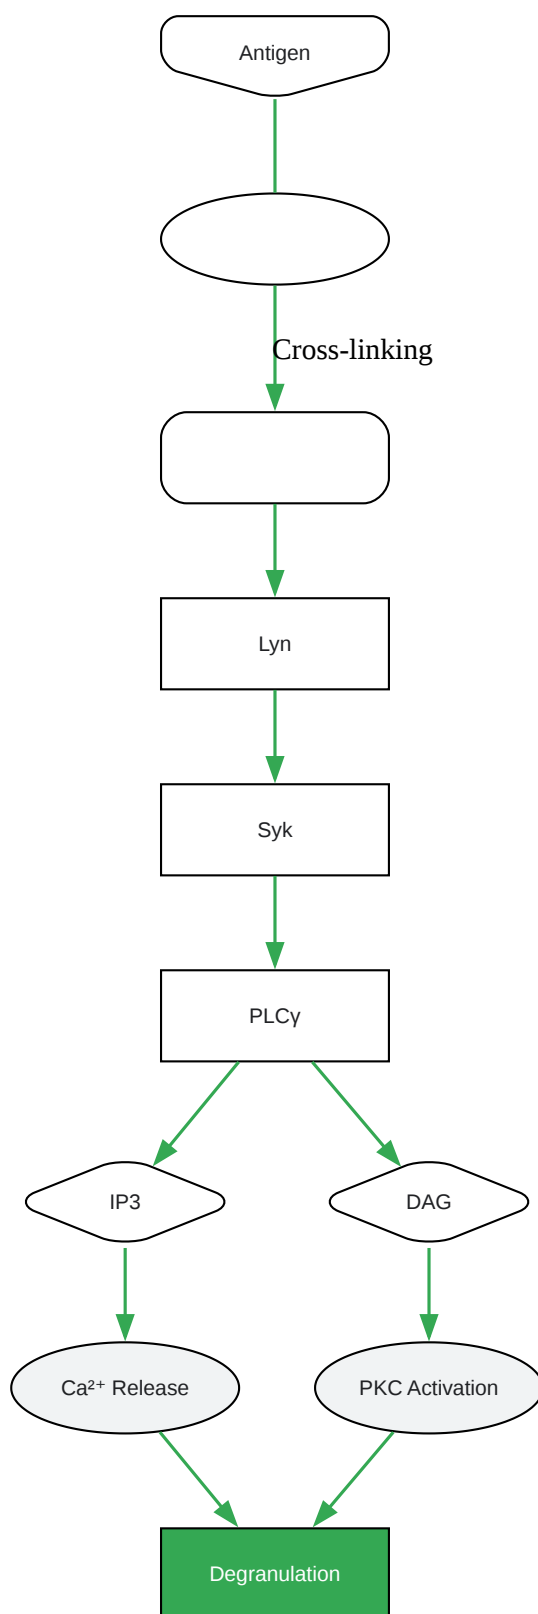 Antigen
Cross-linking
Lyn
Syk
PLCγ
IP3
DAG
Ca²⁺ Release
PKC Activation
Degranulation